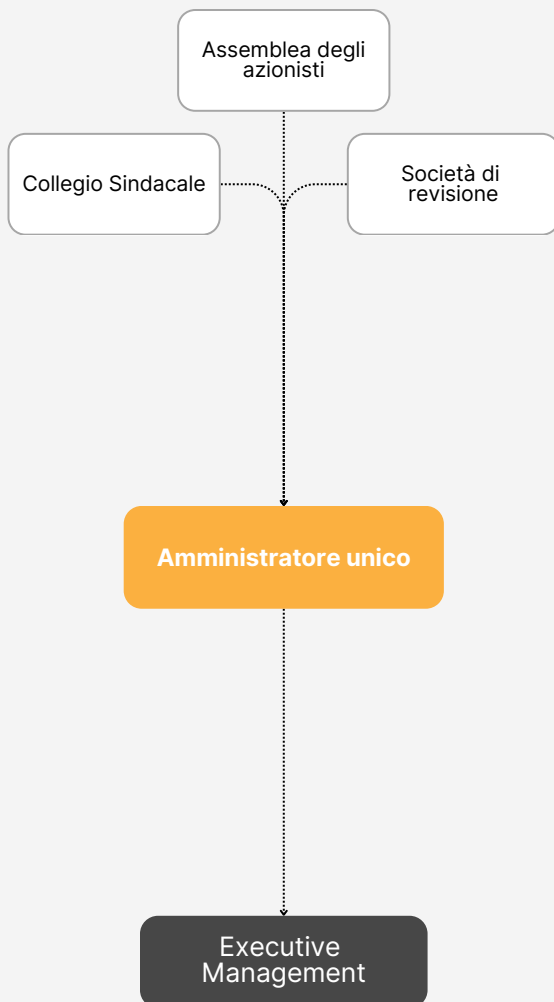 Assemblea degli
azionisti
Collegio Sindacale
Società di
revisione
Amministratore unico
Executive
Management